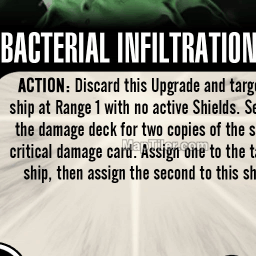 BACTERIAL INFILTRATION
ACTION: Discard this Upgrade and targe
ship at Range 1 with no active Shields. Se
the damage deck for two copies of the s
critical damage card. Assign one to the ta
ship, then assign the second to this sh